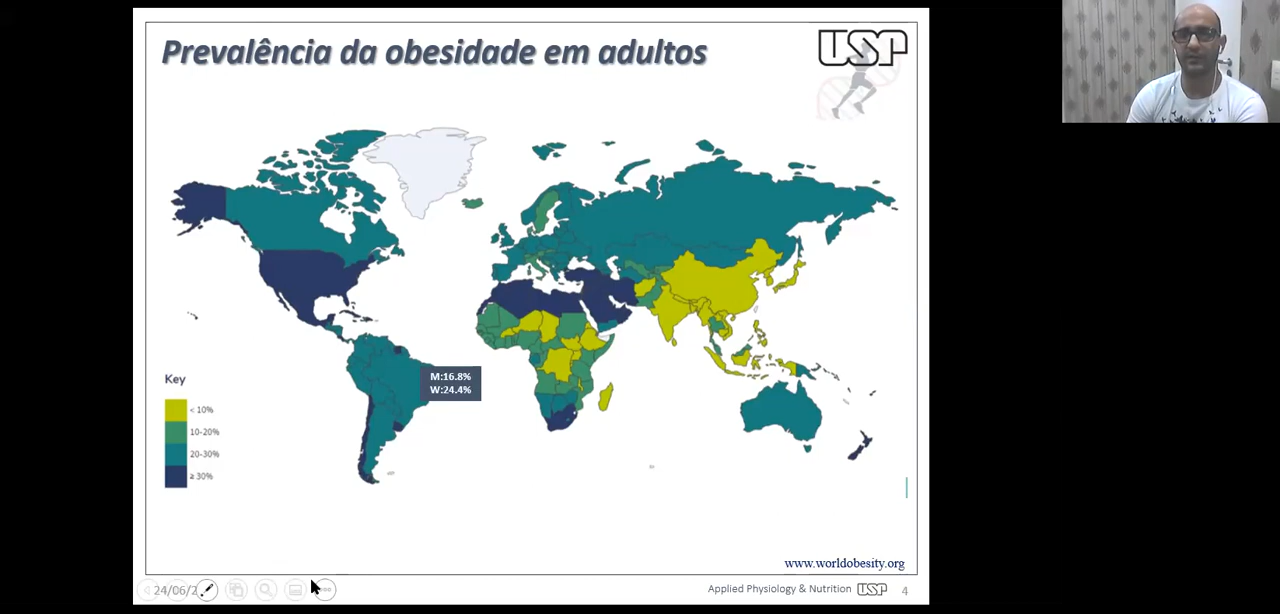 Prevalência da obesidade em adultos
USP
M:16.8%
W:24.4%
Key
< 10%
10-20%
20-30%
≥30%
www.worldobesity.org
24/06/2
Applied Physiology & Nutrition USP 4